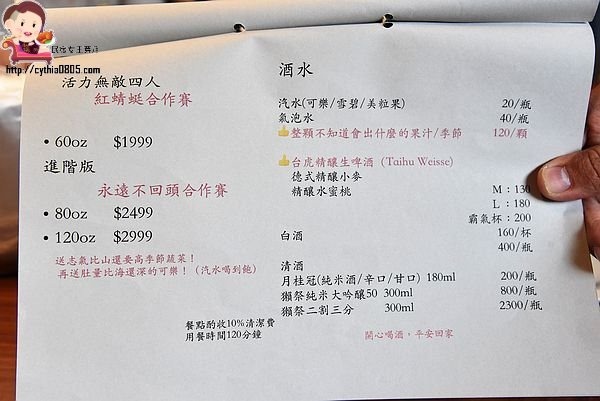 民宿女王芽月
http://cythia0805.com
活力無敵四人
紅蜻蜓合作賽
• 60oz $1999
進階版
永遠不回頭合作賽
• 80oz $2499
• 120oz $2999
送志氣比山還要高季節蔬菜！
再送肚量比海還深的可樂！（汽水喝到飽）
餐點酌收10%清潔費
用餐時間120分鐘
酒水
汽水(可樂/雪碧/美粒果) 20/瓶
氣泡水 40/瓶
👍整顆不知道會出什麼的果汁/季節 120/顆
👍台虎精釀生啤酒 (Taihu Weisse)
德式精釀小麥
精釀水蜜桃 M：130
L：180
霸氣杯：200
白酒 160/杯
400/瓶
清酒
月桂冠(純米酒/辛口/甘口) 180ml 200/瓶
獺祭純米大吟釀50 300ml 800/瓶
獺祭二割三分 300ml 2300/瓶
開心喝酒，平安回家